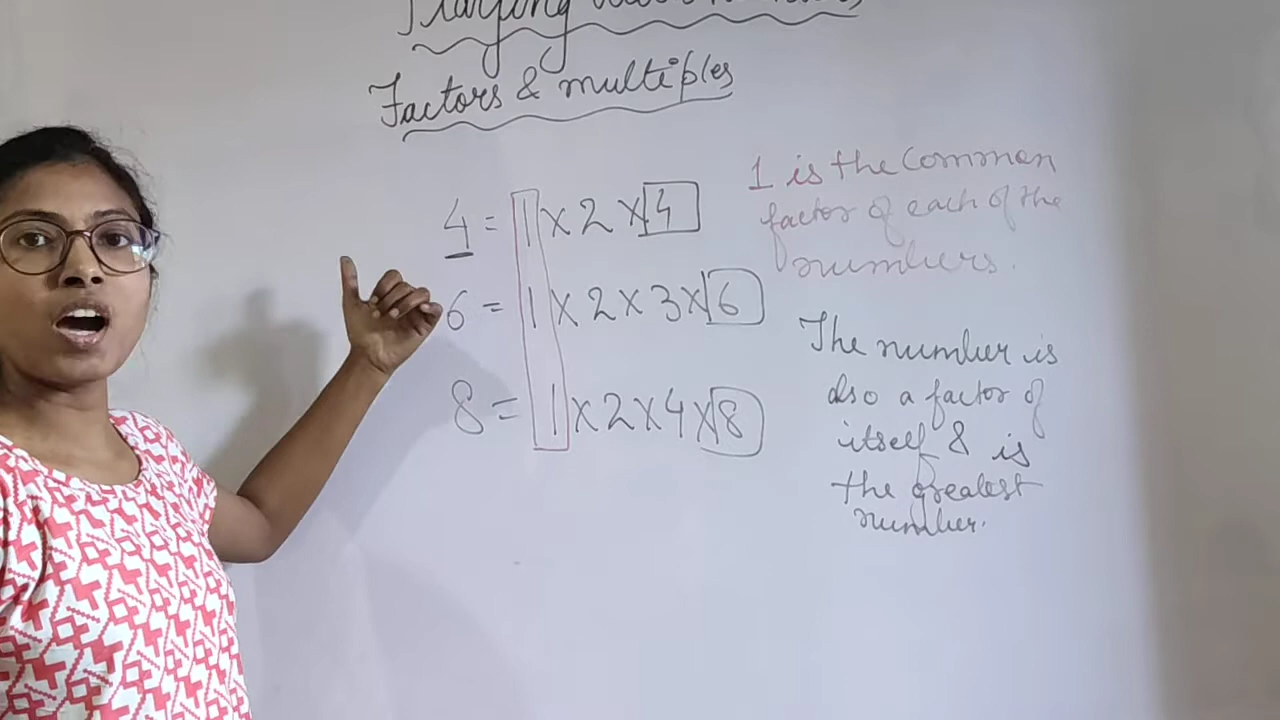 Factors & multiples
4 = 1 × 2 × 4
6 = 1 × 2 × 3 × 6
8 = 1 × 2 × 4 × 8
1 is the Common
factor of each of the
numbers.
The number is
also a factor of
itself & is
the greatest
number.